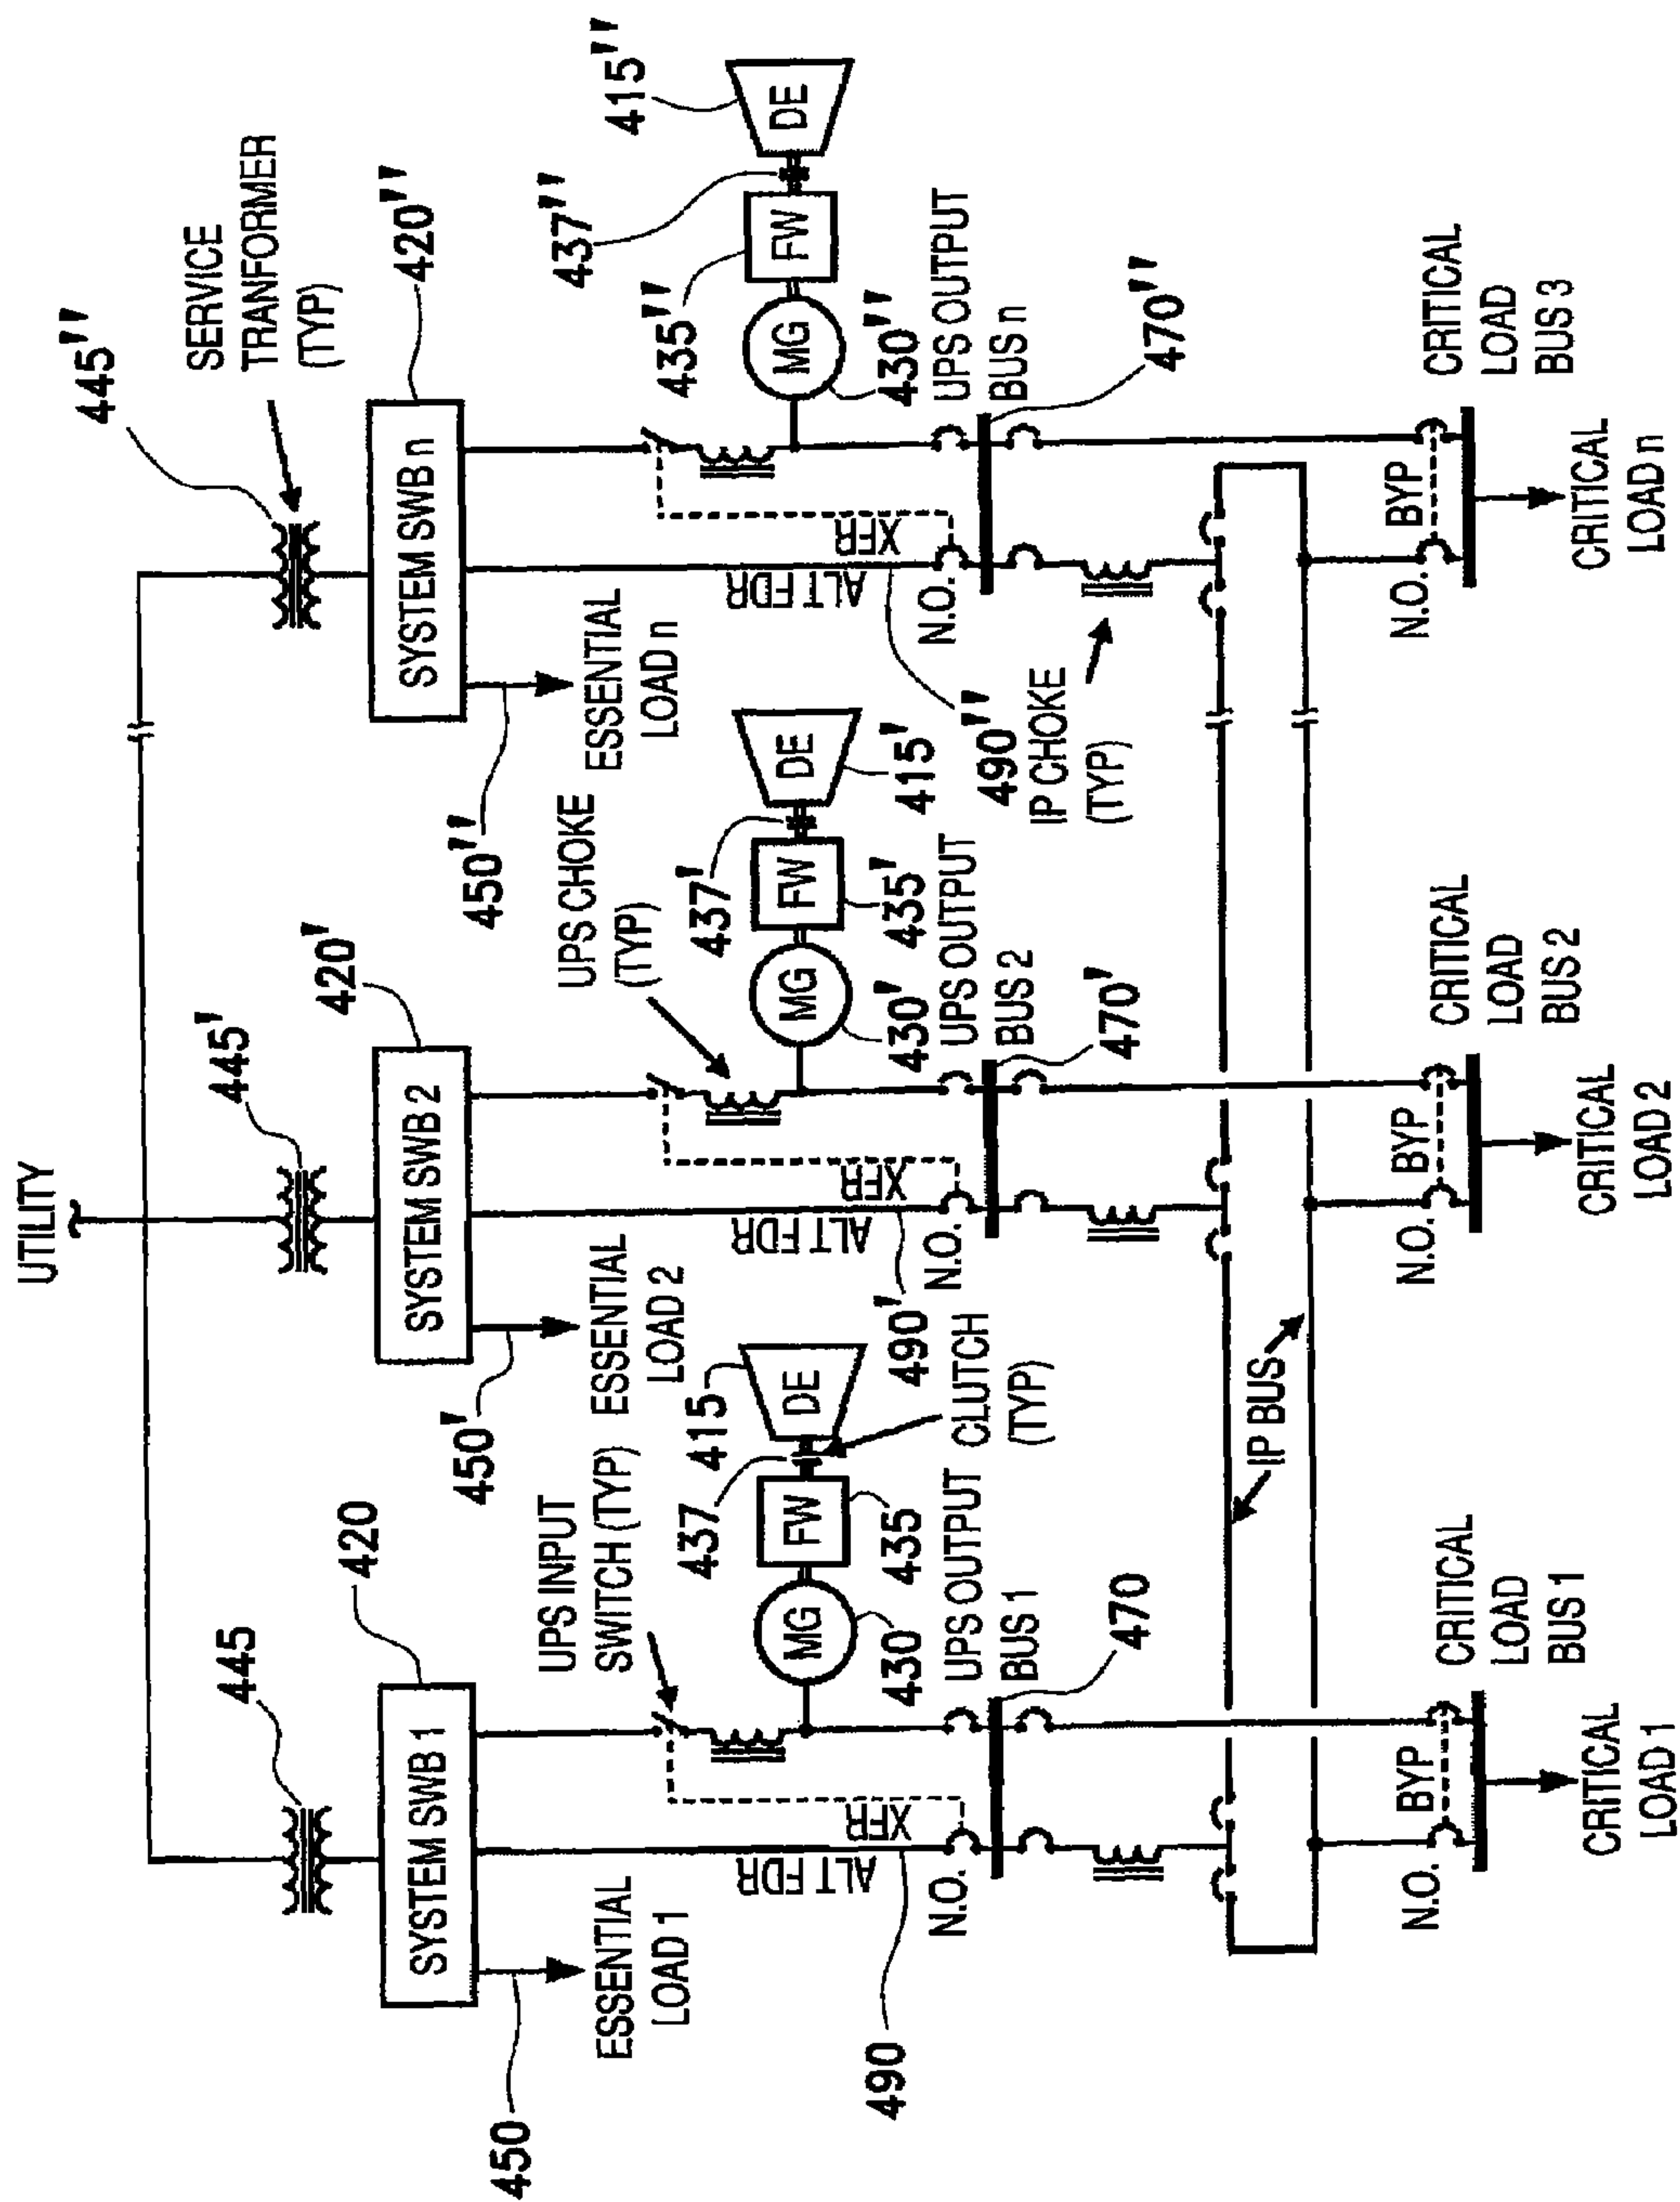 UTILITY
445
445'
445''
SERVICE
TRANFORMER
(TYP)
420
420'
420''
SYSTEM SWB 1
SYSTEM SWB 2
SYSTEM SWB n
450
ESSENTIAL
LOAD 1
450'
ESSENTIAL
LOAD 2
450''
ESSENTIAL
LOAD n
UPS INPUT
SWITCH (TYP)
UPS CHOKE
(TYP)
415
437
MG
FW
DE
430
435
CLUTCH
(TYP)
437'
MG
FW
DE
430'
435'
415'
435''
437''
415''
MG
FW
DE
430''
490
ALT FDR
XFR
N.O.
UPS OUTPUT
BUS 1
470
490'
ALT FDR
XFR
N.O.
UPS OUTPUT
BUS 2
470'
490''
ALT FDR
XFR
N.O.
UPS OUTPUT
BUS n
470''
IP CHOKE
(TYP)
IP BUS
N.O.
BYP
CRITICAL
LOAD
BUS 1
N.O.
BYP
CRITICAL
LOAD
BUS 2
N.O.
BYP
CRITICAL
LOAD
BUS 3
CRITICAL
LOAD 1
CRITICAL
LOAD 2
CRITICAL
LOAD n